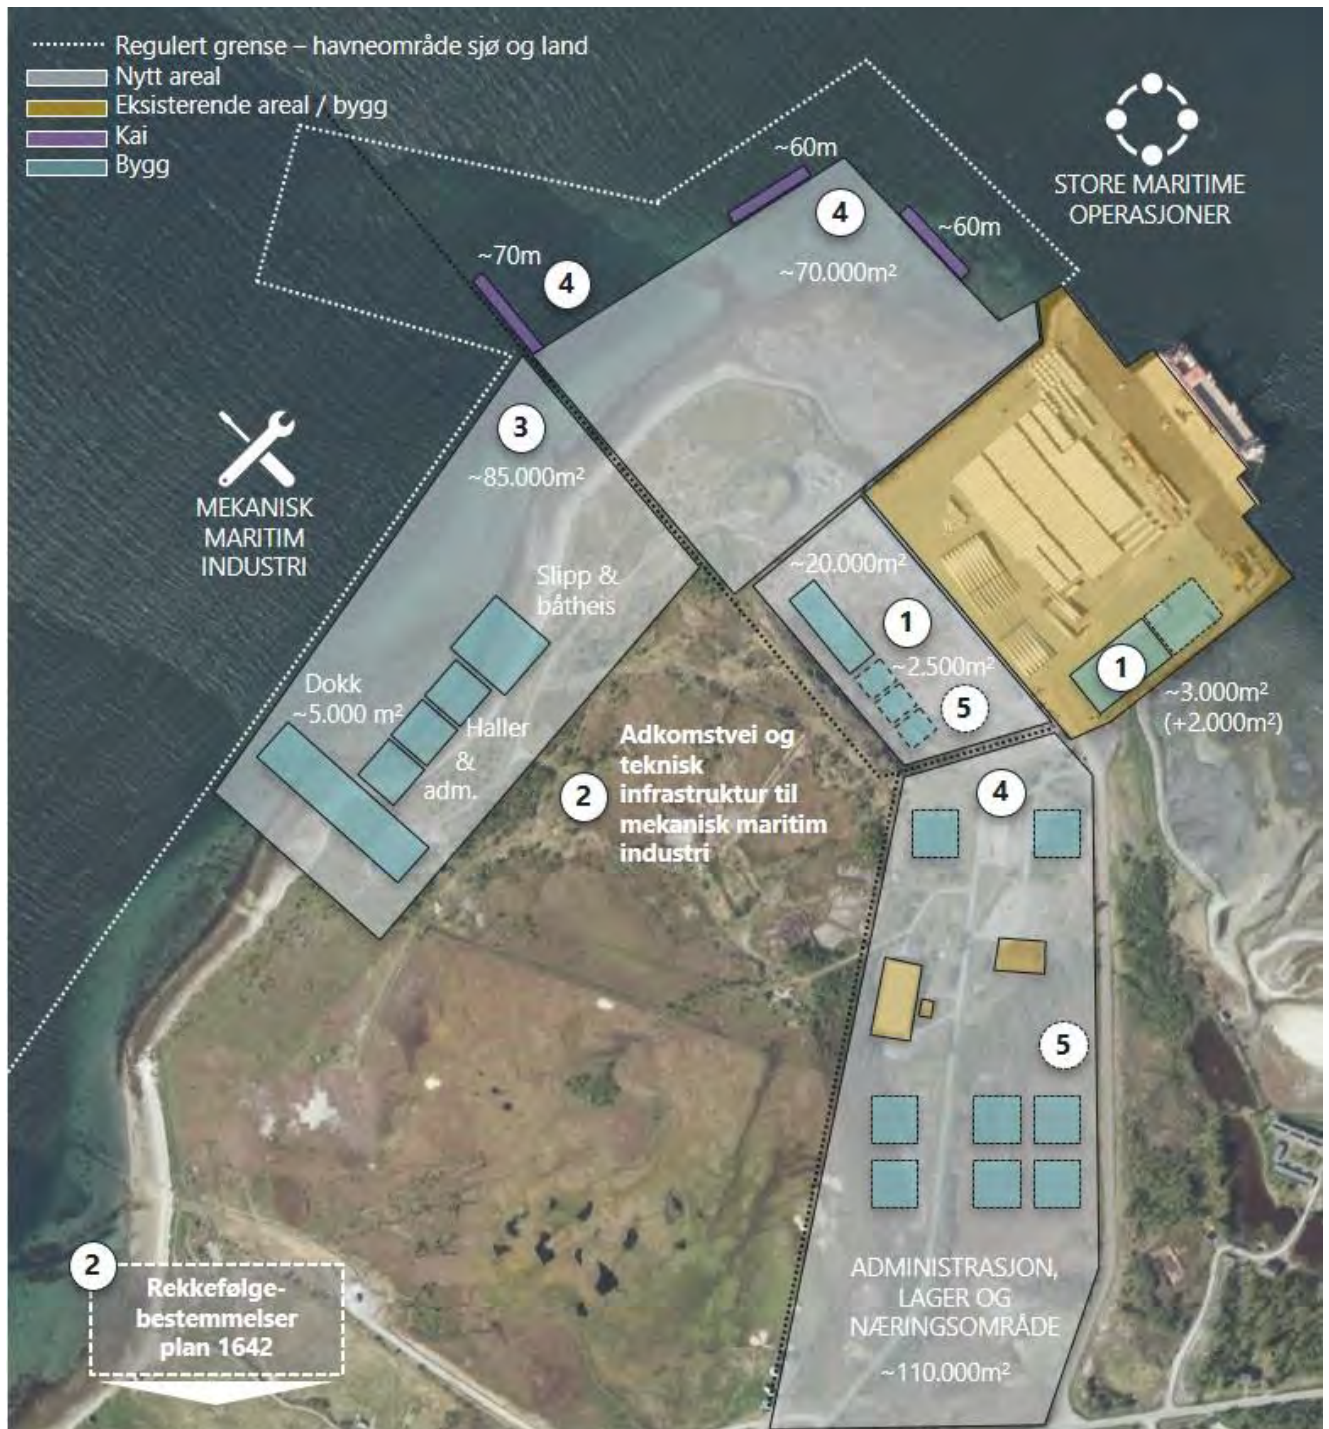 Regulert grense – havneområde sjø og land
Nytt areal
Eksisterende areal / bygg
Kai
Bygg
STORE MARITIME
OPERASJONER
~60m
4
~60m
~70.000m²
~70m
4
3
~85.000m²
MEKANISK
MARITIM
INDUSTRI
Slipp &
båtheis
Dokk
~5.000 m²
Haller
&
adm.
~20.000m²
1
~2.500m²
5
1
~3.000m²
(+2.000m²)
2
Adkomstvei og
teknisk
infrastruktur til
mekanisk maritim
industri
4
5
ADMINISTRASJON,
LAGER OG
NÆRINGSOMRÅDE
~110.000m²
2
Rekkefølge-
bestemmelser
plan 1642